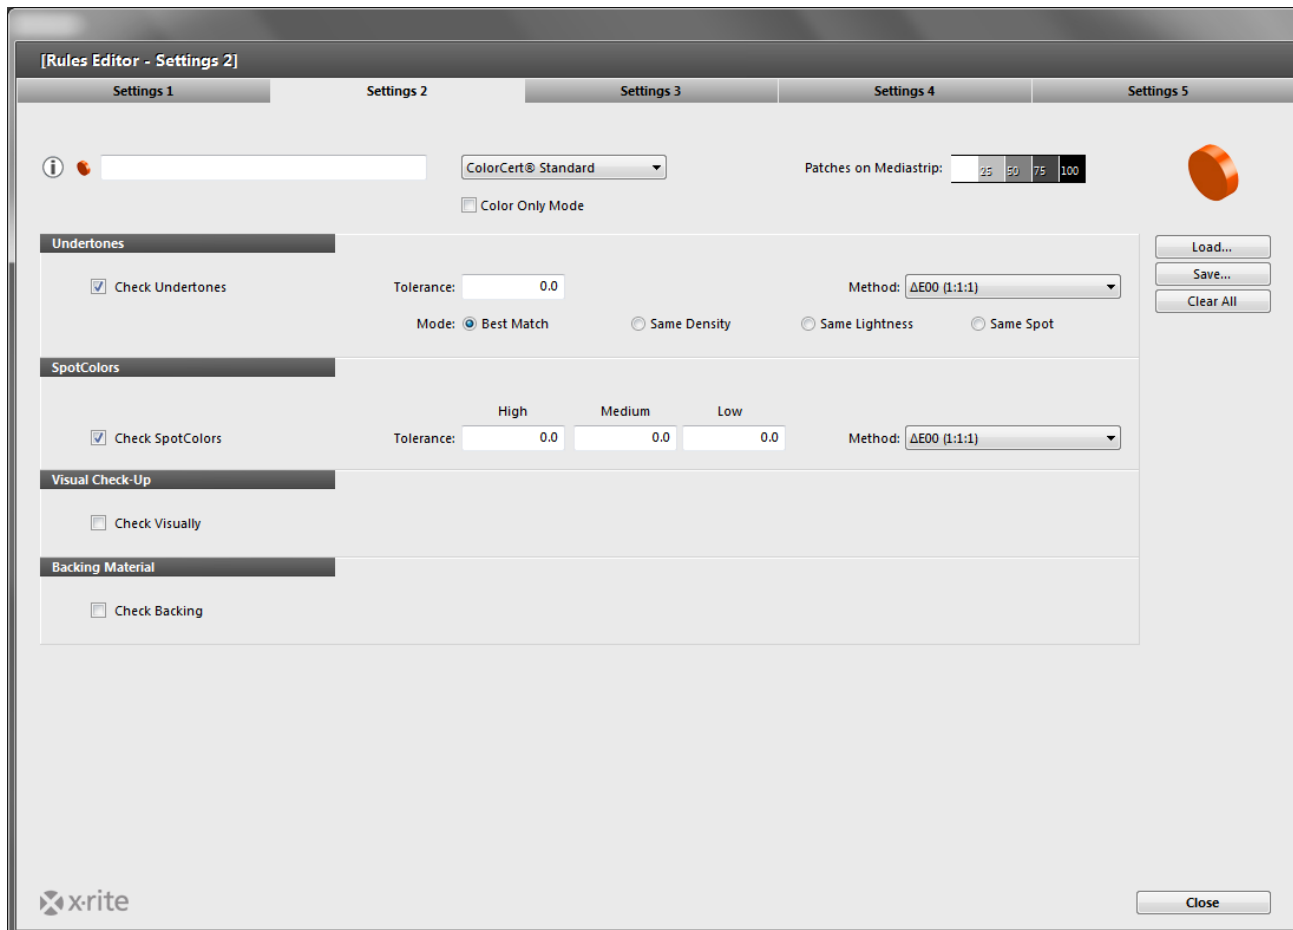 [Rules Editor - Settings 2]
Settings 1 Settings 2 Settings 3 Settings 4 Settings 5
ColorCert® Standard Patches on Mediastrip: 25 50 75 100
Color Only Mode
Undertones
Load...
Save...
Clear All
Check Undertones Tolerance: 0.0 Method: ΔE00 (1:1:1)
Mode: Best Match Same Density Same Lightness Same Spot
SpotColors
High Medium Low
Check SpotColors Tolerance: 0.0 0.0 0.0 Method: ΔE00 (1:1:1)
Visual Check-Up
Check Visually
Backing Material
Check Backing
x·rite Close